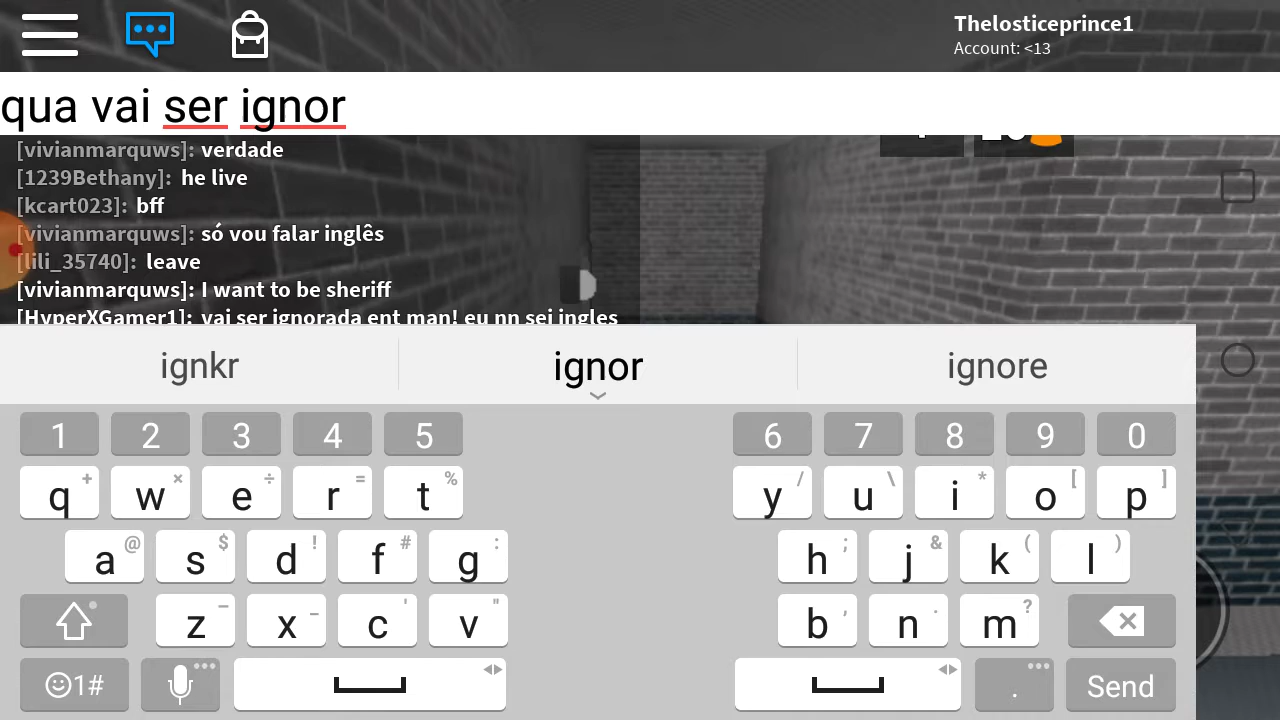 Thelosticeprince1
Account: <13
qua vai ser ignor
[vivianmarquws]: verdade
[1239Bethany]: he live
[kcart023]: bff
[vivianmarquws]: só vou falar inglês
[lili_35740]: leave
[vivianmarquws]: I want to be sheriff
[HyperXGamer1]: vai ser ignorada ent man! eu nn sei ingles
ignkr ignor ignore
1 2 3 4 5 6 7 8 9 0
q + w × e ÷ r = t % y / u \ i * o [ p ]
a @ s $ d ! f # g : h ; j & k ( l )
z – x _ c ' v " b , n . m ?
1# . Send